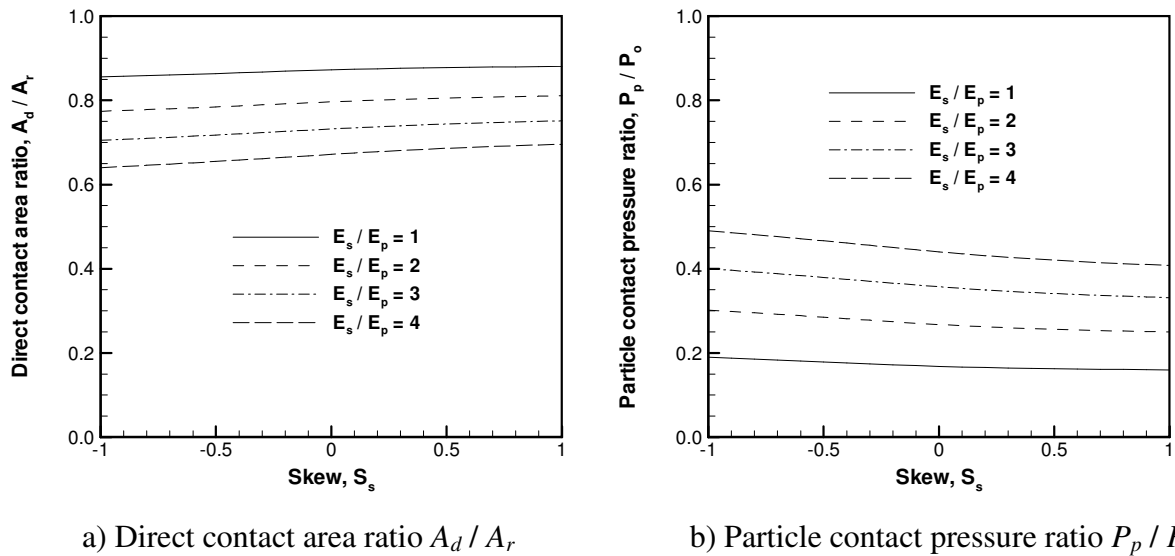 1.0
0.8
0.6
0.4
0.2
0.0
-1
-0.5
0
0.5
1
Direct contact area ratio, A_d / A_r
Skew, S_s
E_s / E_p = 1
E_s / E_p = 2
E_s / E_p = 3
E_s / E_p = 4
a) Direct contact area ratio A_d / A_r
1.0
0.8
0.6
0.4
0.2
0.0
-1
-0.5
0
0.5
1
Particle contact pressure ratio, P_p / P_o
Skew, S_s
E_s / E_p = 1
E_s / E_p = 2
E_s / E_p = 3
E_s / E_p = 4
b) Particle contact pressure ratio P_p /